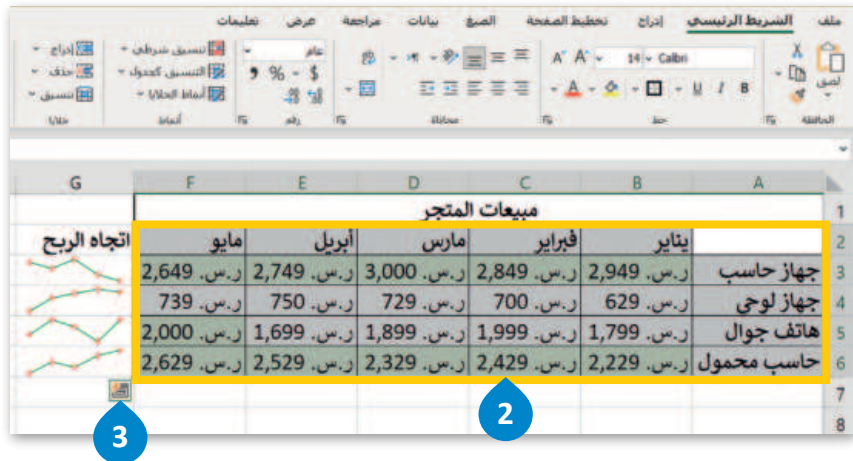 ملف الشريط الرئيسي إدراج تخطيط الصفحة الصيغ بيانات مراجعة عرض تعليمات
لصق
Calibri 14 A^ A˅
B I U A
عام
$ % 9
تنسيق شرطي
التنسيق كجدول
أنماط الخلايا
إدراج
حذف
تنسيق
الحافظة خط محاذاة رقم أنماط خلايا
A B C D E F G
1 مبيعات المتجر
2 يناير فبراير مارس أبريل مايو اتجاه الربح
3 جهاز حاسب ر.س. 2,949 ر.س. 2,849 ر.س. 3,000 ر.س. 2,749 ر.س. 2,649
4 جهاز لوحي ر.س. 629 ر.س. 700 ر.س. 729 ر.س. 750 ر.س. 739
5 هاتف جوال ر.س. 1,799 ر.س. 1,999 ر.س. 1,899 ر.س. 1,699 ر.س. 2,000
6 حاسب محمول ر.س. 2,229 ر.س. 2,429 ر.س. 2,329 ر.س. 2,529 ر.س. 2,629
7
8
2
3